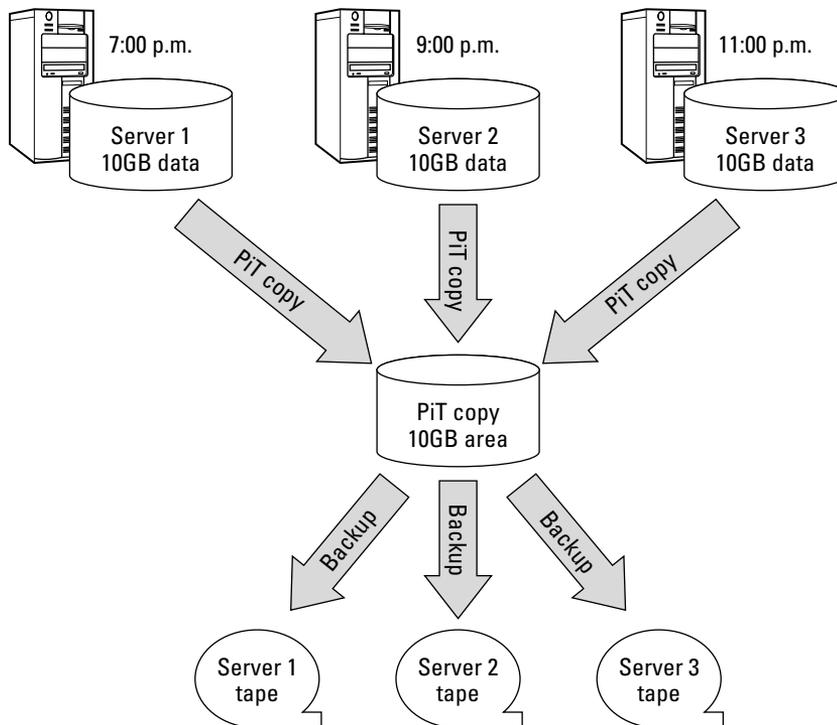 7:00 p.m.
9:00 p.m.
11:00 p.m.
Server 1
10GB data
Server 2
10GB data
Server 3
10GB data
PiT copy
PiT copy
PiT copy
PiT copy
10GB area
Backup
Backup
Backup
Server 1
tape
Server 2
tape
Server 3
tape